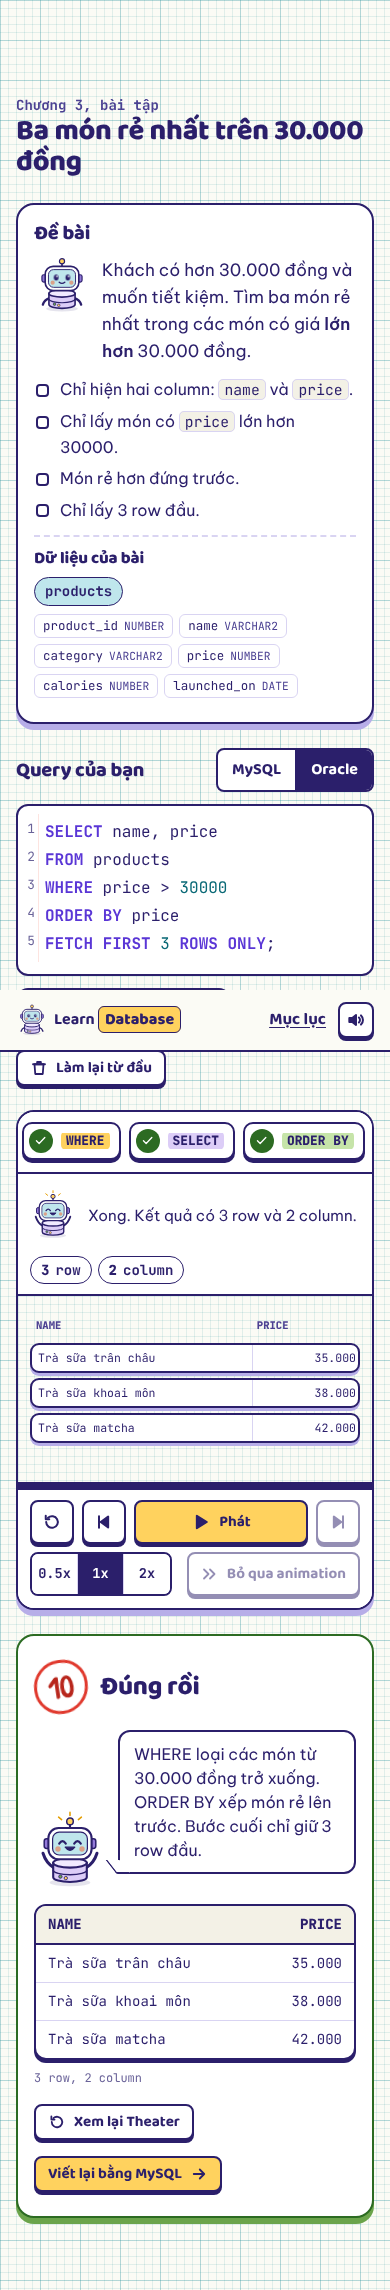 Chương 3, bài tập
Ba món rẻ nhất trên 30.000
đồng
Đề bài
Khách có hơn 30.000 đồng và
muốn tiết kiệm. Tìm ba món rẻ
nhất trong các món có giá lớn
hơn 30.000 đồng.
Chỉ hiện hai column: name và price.
Chỉ lấy món có price lớn hơn
30000.
Món rẻ hơn đứng trước.
Chỉ lấy 3 row đầu.
Dữ liệu của bài
products
product_id NUMBER name VARCHAR2
category VARCHAR2 price NUMBER
calories NUMBER launched_on DATE
Query của bạn MySQL Oracle
1 SELECT name, price
2 FROM products
3 WHERE price > 30000
4 ORDER BY price
5 FETCH FIRST 3 ROWS ONLY;
Learn Database Mục lục
Làm lại từ đầu
WHERE SELECT ORDER BY
Xong. Kết quả có 3 row và 2 column.
3 row 2 column
NAME PRICE
Trà sữa trân châu 35.000
Trà sữa khoai môn 38.000
Trà sữa matcha 42.000
Phát
0.5x 1x 2x Bỏ qua animation
10 Đúng rồi
WHERE loại các món từ
30.000 đồng trở xuống.
ORDER BY xếp món rẻ lên
trước. Bước cuối chỉ giữ 3
row đầu.
NAME PRICE
Trà sữa trân châu 35.000
Trà sữa khoai môn 38.000
Trà sữa matcha 42.000
3 row, 2 column
Xem lại Theater
Viết lại bằng MySQL